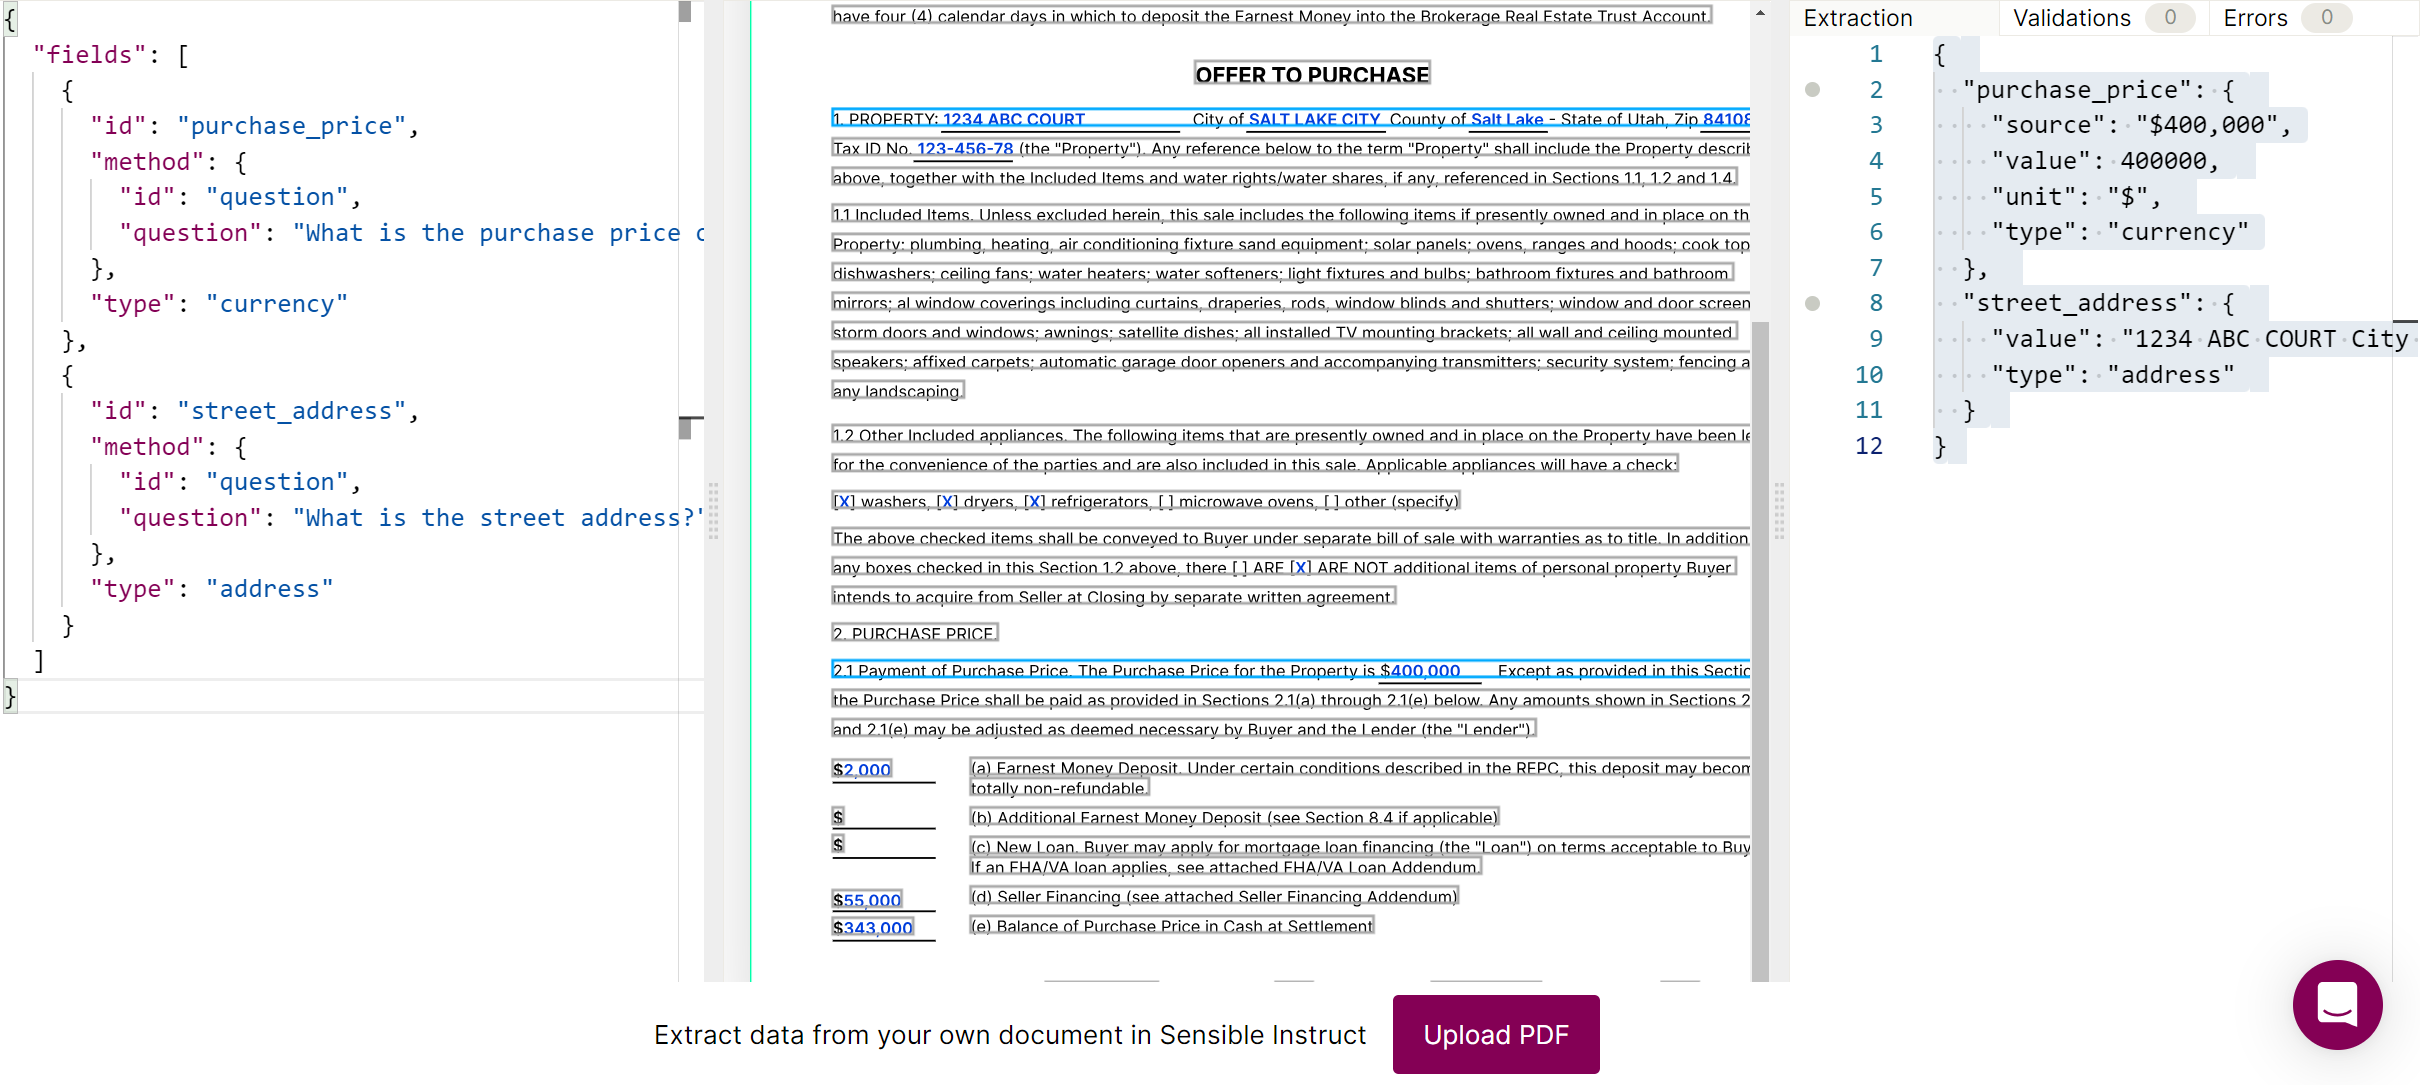 {
"fields": [
{
"id": "purchase_price",
"method": {
"id": "question",
"question": "What is the purchase price
},
"type": "currency"
},
{
"id": "street_address",
"method": {
"id": "question",
"question": "What is the street address?"
},
"type": "address"
}
]
}
have four (4) calendar days in which to deposit the Earnest Money into the Brokerage Real Estate Trust Account.
OFFER TO PURCHASE
1. PROPERTY: 1234 ABC COURT City of SALT LAKE CITY County of Salt Lake - State of Utah, Zip 84108
Tax ID No. 123-456-78 (the "Property"). Any reference below to the term "Property" shall include the Property describ
above, together with the Included Items and water rights/water shares, if any, referenced in Sections 1.1, 1.2 and 1.4.
1.1 Included Items. Unless excluded herein, this sale includes the following items if presently owned and in place on th
Property: plumbing, heating, air conditioning fixture sand equipment; solar panels; ovens, ranges and hoods; cook top
dishwashers; ceiling fans; water heaters; water softeners; light fixtures and bulbs; bathroom fixtures and bathroom
mirrors; al window coverings including curtains, draperies, rods, window blinds and shutters; window and door screen
storm doors and windows; awnings; satellite dishes; all installed TV mounting brackets; all wall and ceiling mounted
speakers; affixed carpets; automatic garage door openers and accompanying transmitters; security system; fencing a
any landscaping.
1.2 Other Included appliances. The following items that are presently owned and in place on the Property have been le
for the convenience of the parties and are also included in this sale. Applicable appliances will have a check:
[X] washers, [X] dryers, [X] refrigerators, [ ] microwave ovens, [ ] other (specify)
The above checked items shall be conveyed to Buyer under separate bill of sale with warranties as to title. In addition
any boxes checked in this Section 1.2 above, there [ ] ARE [X] ARE NOT additional items of personal property Buyer
intends to acquire from Seller at Closing by separate written agreement.
2. PURCHASE PRICE.
2.1 Payment of Purchase Price. The Purchase Price for the Property is $400,000 Except as provided in this Sectio
the Purchase Price shall be paid as provided in Sections 2.1(a) through 2.1(e) below. Any amounts shown in Sections 2
and 2.1(e) may be adjusted as deemed necessary by Buyer and the Lender (the "Lender").
$2,000 (a) Earnest Money Deposit. Under certain conditions described in the REPC, this deposit may becom
totally non-refundable.
$ (b) Additional Earnest Money Deposit (see Section 8.4 if applicable)
$ (c) New Loan. Buyer may apply for mortgage loan financing (the "Loan") on terms acceptable to Buy
If an FHA/VA loan applies, see attached FHA/VA Loan Addendum.
$55,000 (d) Seller Financing (see attached Seller Financing Addendum)
$343,000 (e) Balance of Purchase Price in Cash at Settlement
Extraction Validations 0 Errors 0
1 {
2 "purchase_price": {
3 "source": "$400,000",
4 "value": 400000,
5 "unit": "$",
6 "type": "currency"
7 },
8 "street_address": {
9 "value": "1234 ABC COURT City
10 "type": "address"
11 }
12 }
Extract data from your own document in Sensible Instruct Upload PDF